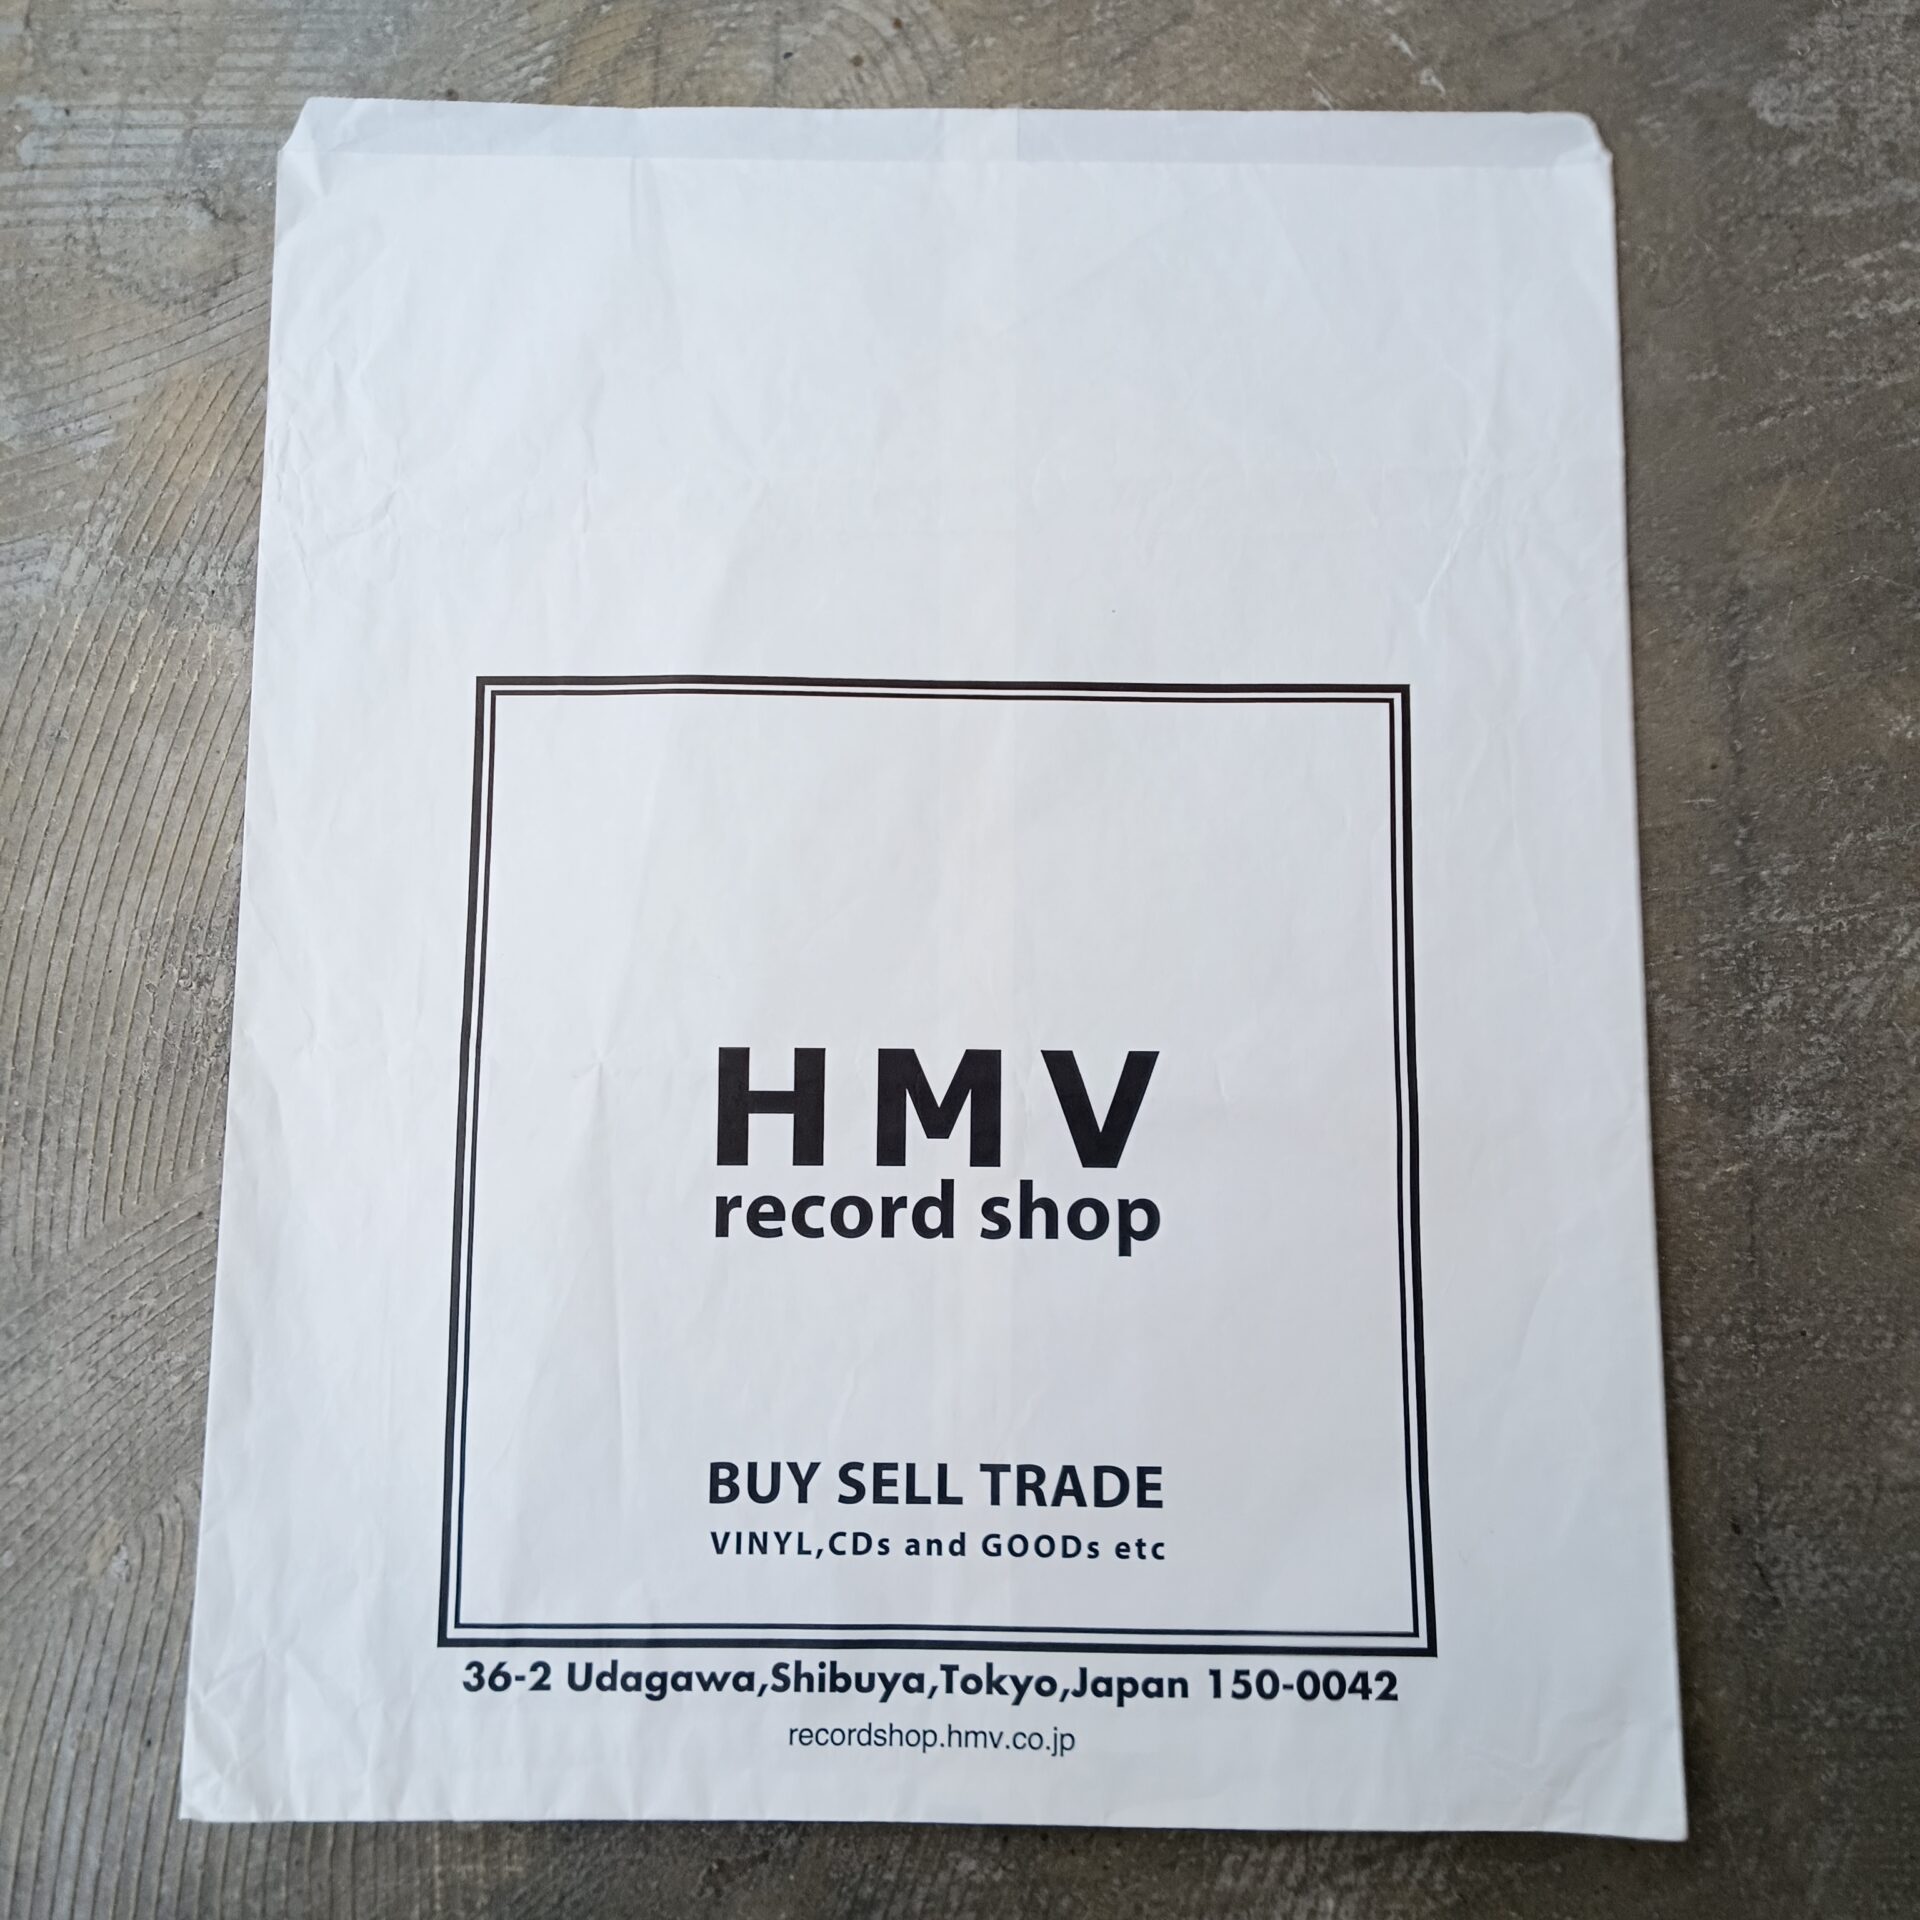 HMV
record shop
BUY SELL TRADE
VINYL,CDs and GOODs etc
36-2 Udagawa,Shibuya,Tokyo,Japan 150-0042
recordshop.hmv.co.jp